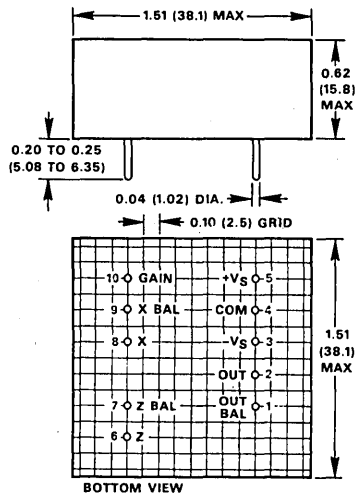 1.51 (38.1) MAX
0.62
(15.8)
MAX
0.20 TO 0.25
(5.08 TO 6.35)
0.04 (1.02) DIA.
0.10 (2.5) GRID
10 GAIN +VS 5
9 X BAL COM 4
8 X VS 3
OUT 2
7 Z BAL OUT BAL 1
6 Z
1.51
(38.1)
MAX
BOTTOM VIEW